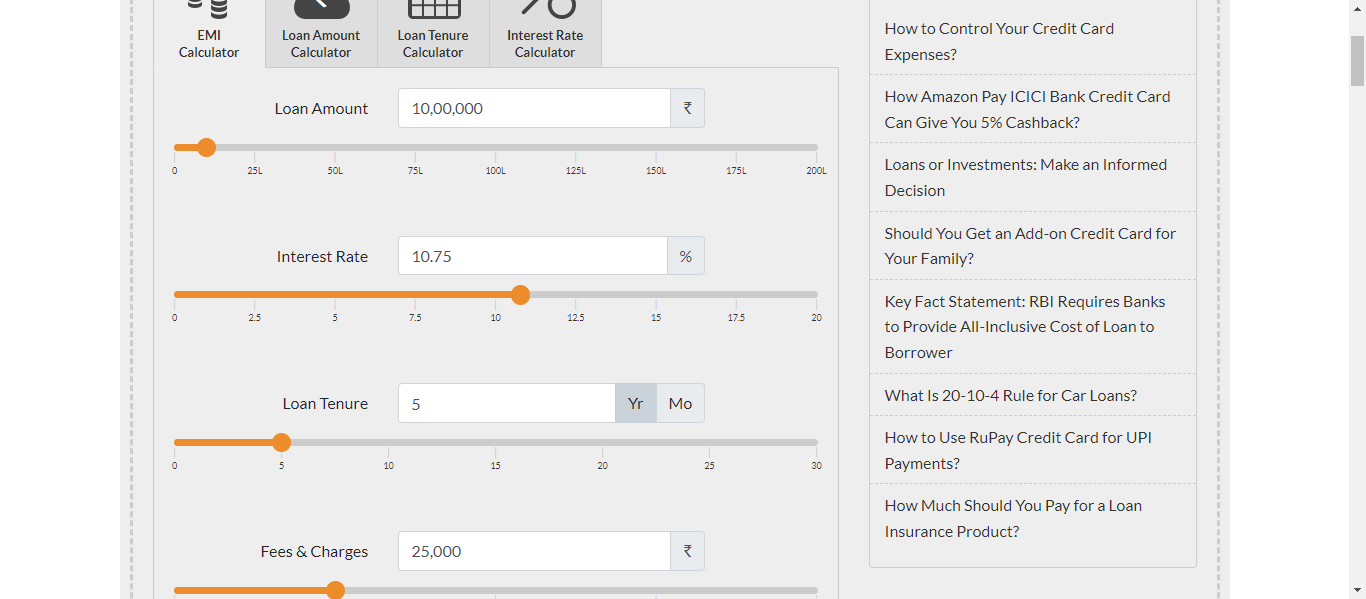 EMI
Calculator
Loan Amount
Calculator
Loan Tenure
Calculator
Interest Rate
Calculator
Loan Amount
10,00,000
₹
0
25L
50L
75L
100L
125L
150L
175L
200L
Interest Rate
10.75
%
0
2.5
5
7.5
10
12.5
15
17.5
20
Loan Tenure
5
Yr
Mo
0
5
10
15
20
25
30
Fees & Charges
25,000
₹
How to Control Your Credit Card
Expenses?
How Amazon Pay ICICI Bank Credit Card
Can Give You 5% Cashback?
Loans or Investments: Make an Informed
Decision
Should You Get an Add-on Credit Card for
Your Family?
Key Fact Statement: RBI Requires Banks
to Provide All-Inclusive Cost of Loan to
Borrower
What Is 20-10-4 Rule for Car Loans?
How to Use RuPay Credit Card for UPI
Payments?
How Much Should You Pay for a Loan
Insurance Product?